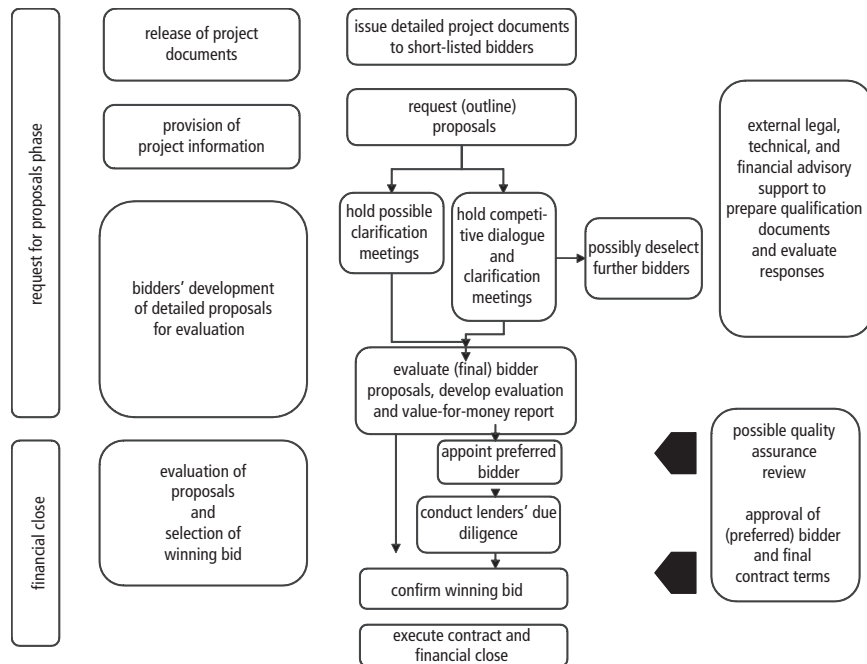 request for proposals phase
financial close
release of project
documents
provision of
project information
bidders' development
of detailed proposals
for evaluation
evaluation of
proposals
and
selection of
winning bid
issue detailed project documents
to short-listed bidders
request (outline)
proposals
hold possible
clarification
meetings
hold competi-
tive dialogue
and
clarification
meetings
possibly deselect
further bidders
evaluate (final) bidder
proposals, develop evaluation
and value-for-money report
appoint preferred
bidder
conduct lenders' due
diligence
confirm winning bid
execute contract and
financial close
external legal,
technical, and
financial advisory
support to
prepare qualification
documents
and evaluate
responses
possible quality
assurance
review
approval of
(preferred) bidder
and final
contract terms